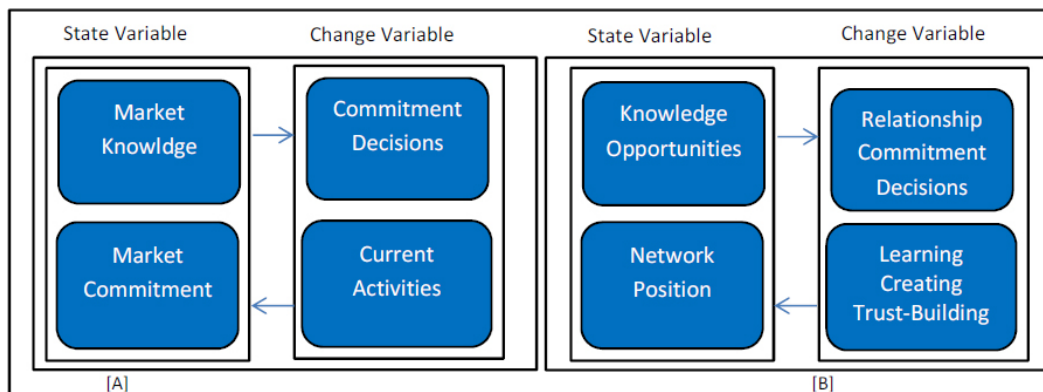 State Variable
Change Variable
State Variable
Change Variable
Market
Knowldge
Commitment
Decisions
Knowledge
Opportunities
Relationship
Commitment
Decisions
Market
Commitment
Current
Activities
Network
Position
Learning
Creating
Trust-Building
[A]
[B]